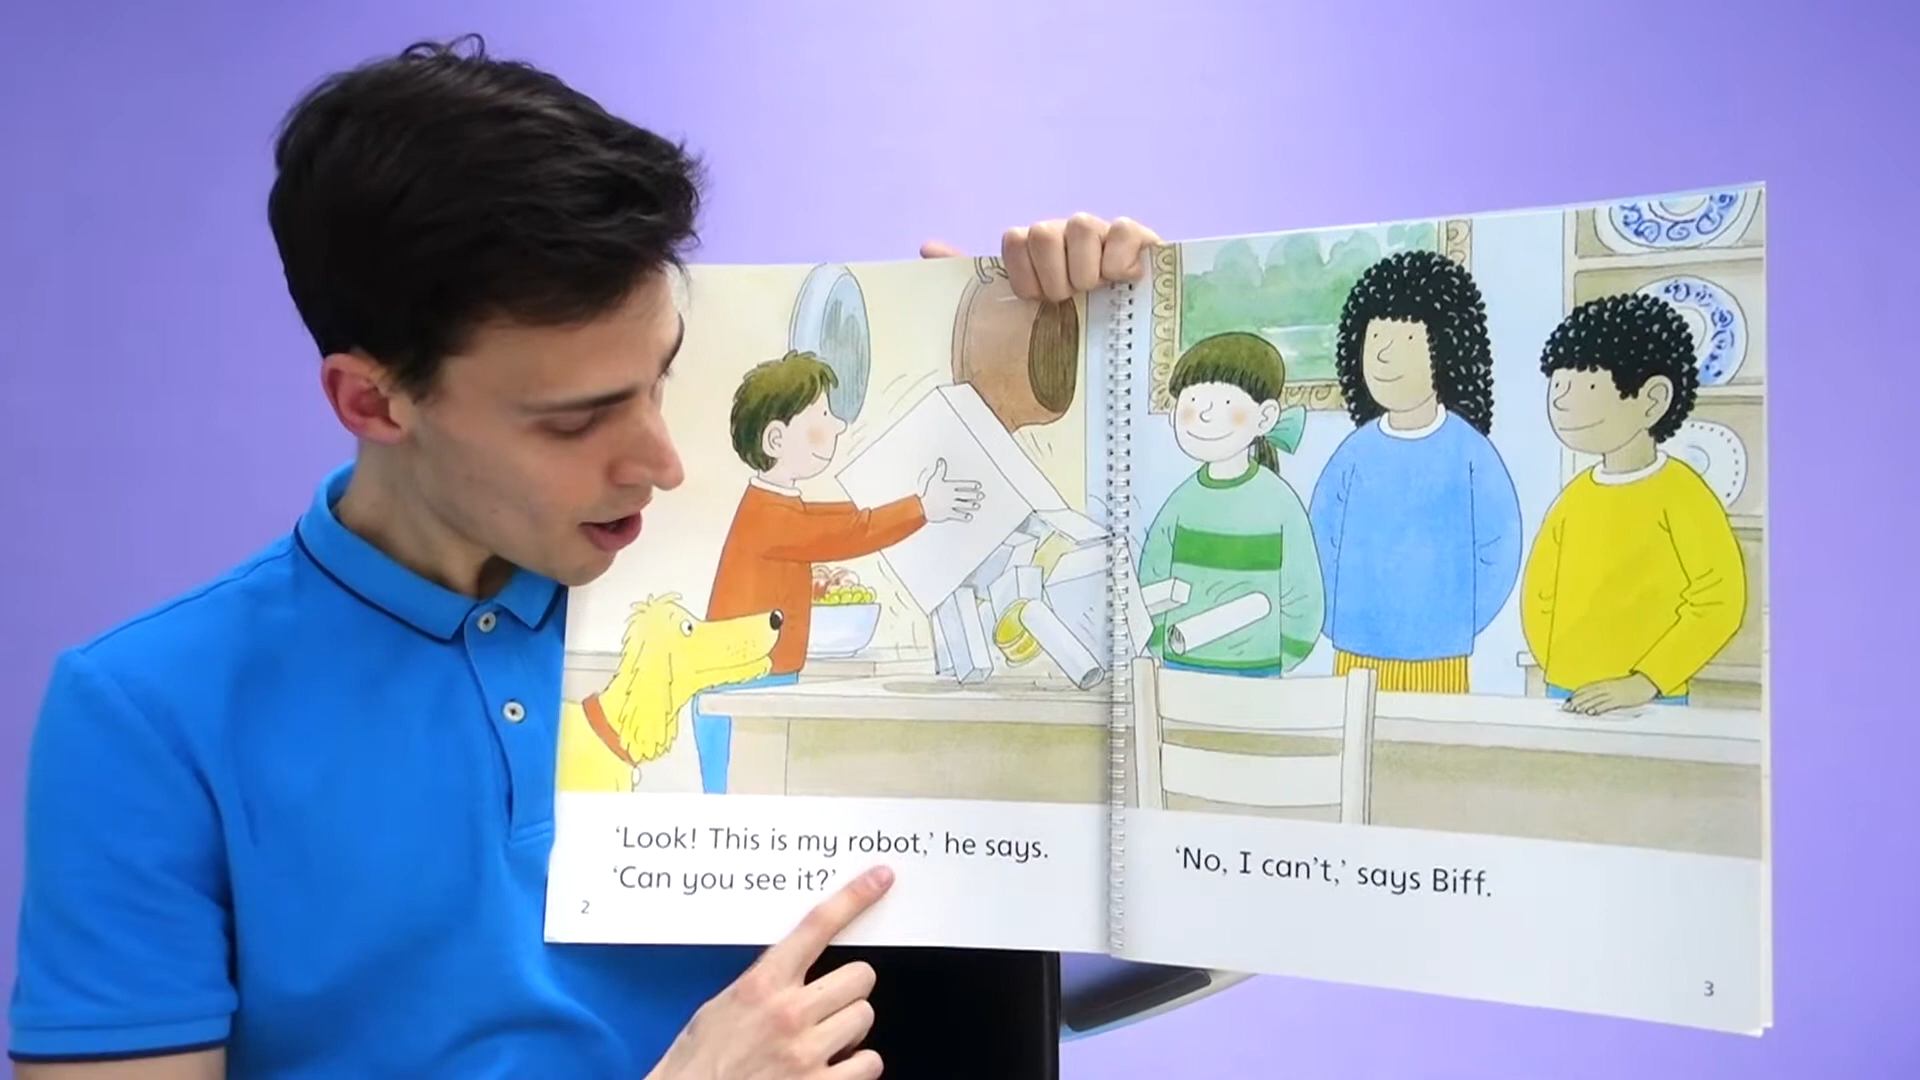 ‘Look! This is my robot,’ he says.
‘Can you see it?’
2
‘No, I can’t,’ says Biff.
3